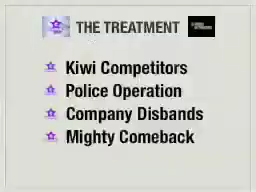 THE TREATMENT
Kiwi Competitors
Police Operation
Company Disbands
Mighty Comeback